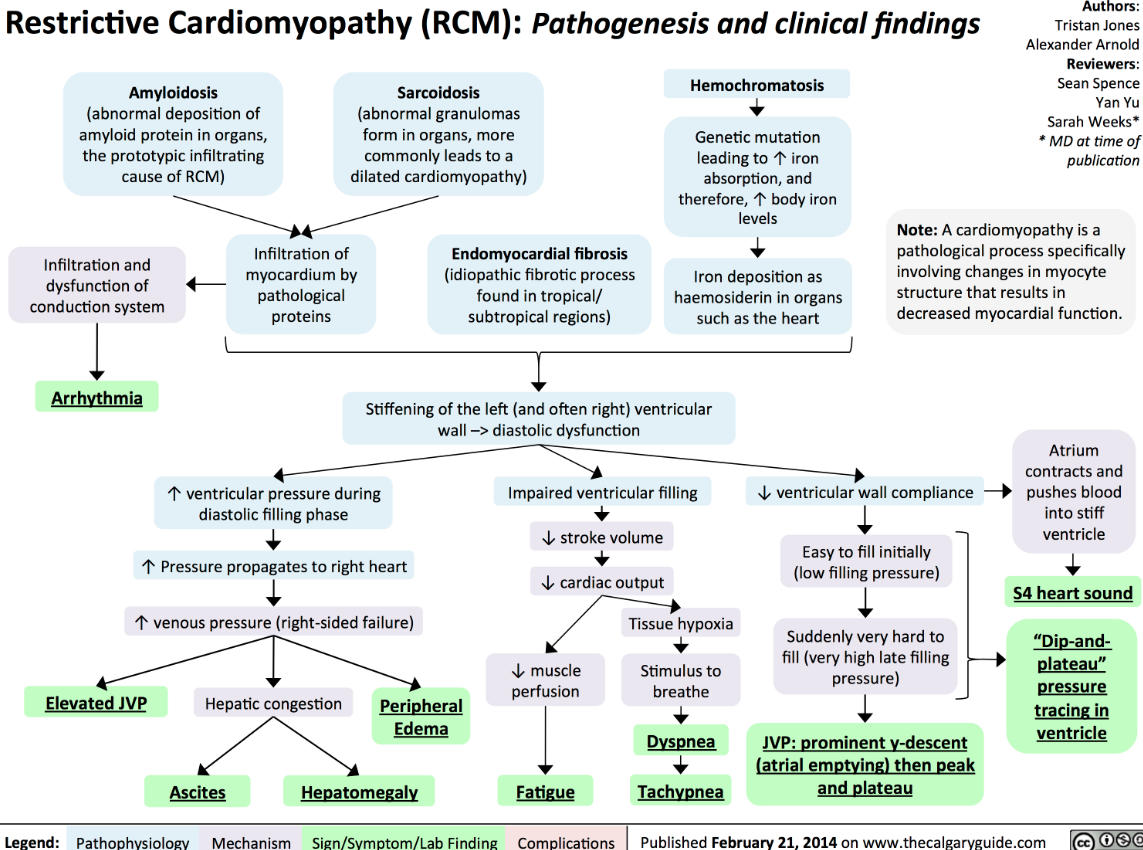 Restrictive Cardiomyopathy (RCM): Pathogenesis and clinical findings
Authors:
Tristan Jones
Alexander Arnold
Reviewers:
Sean Spence
Yan Yu
Sarah Weeks*
* MD at time of
publication
Amyloidosis
(abnormal deposition of
amyloid protein in organs,
the prototypic infiltrating
cause of RCM)
Sarcoidosis
(abnormal granulomas
form in organs, more
commonly leads to a
dilated cardiomyopathy)
Hemochromatosis
Genetic mutation
leading to ↑ iron
absorption, and
therefore, ↑ body iron
levels
Infiltration and
dysfunction of
conduction system
Infiltration of
myocardium by
pathological
proteins
Endomyocardial fibrosis
(idiopathic fibrotic process
found in tropical/
subtropical regions)
Iron deposition as
haemosiderin in organs
such as the heart
Note: A cardiomyopathy is a
pathological process specifically
involving changes in myocyte
structure that results in
decreased myocardial function.
Arrhythmia
Stiffening of the left (and often right) ventricular
wall –> diastolic dysfunction
↑ ventricular pressure during
diastolic filling phase
↑ Pressure propagates to right heart
↑ venous pressure (right-sided failure)
Elevated JVP
Hepatic congestion
Peripheral
Edema
Ascites
Hepatomegaly
Impaired ventricular filling
↓ stroke volume
↓ cardiac output
Tissue hypoxia
↓ muscle
perfusion
Stimulus to
breathe
Dyspnea
Fatigue
Tachypnea
↓ ventricular wall compliance
Easy to fill initially
(low filling pressure)
Suddenly very hard to
fill (very high late filling
pressure)
JVP: prominent y-descent
(atrial emptying) then peak
and plateau
Atrium
contracts and
pushes blood
into stiff
ventricle
S4 heart sound
“Dip-and-
plateau”
pressure
tracing in
ventricle
Legend: Pathophysiology Mechanism Sign/Symptom/Lab Finding Complications
Published February 21, 2014 on www.thecalgaryguide.com
cc